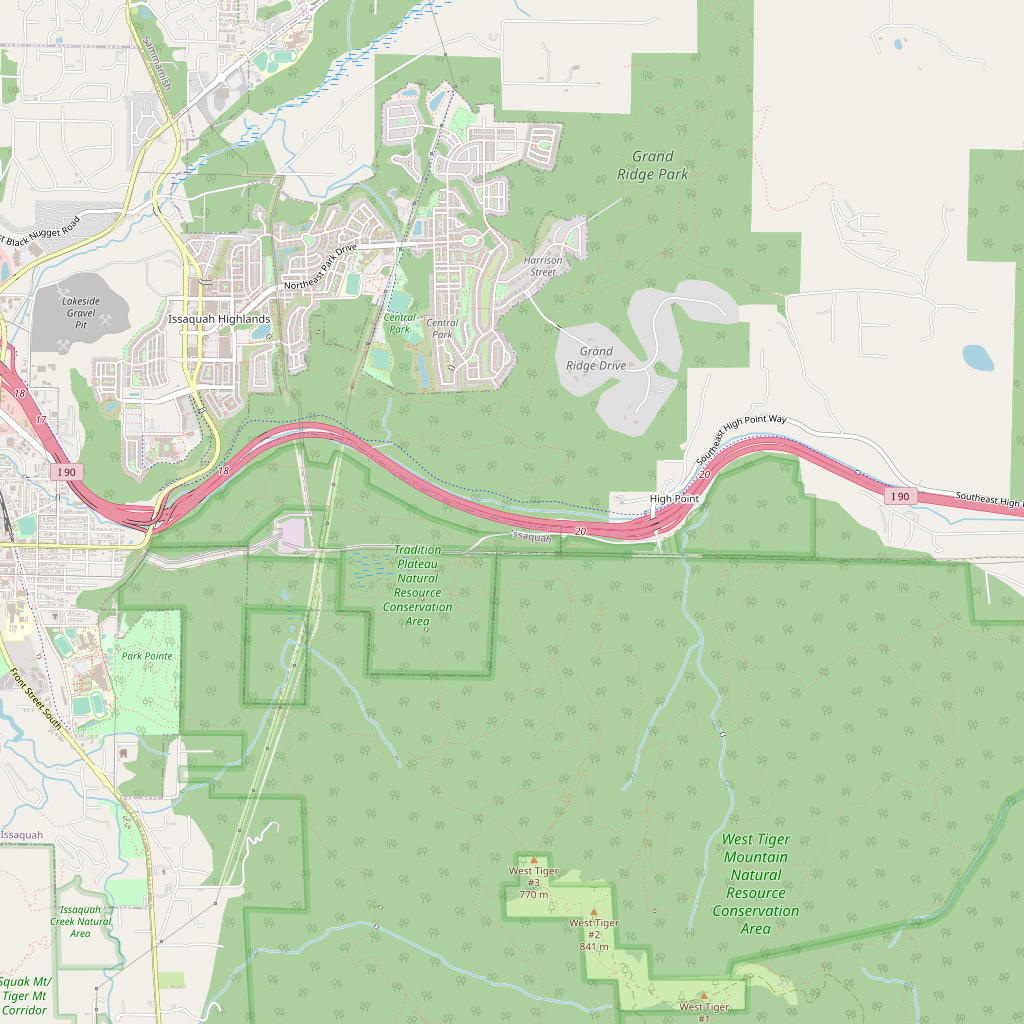 Sammamish
Grand
Ridge Park
st Black Nugget Road
Northeast Park Drive
Harrison
Street
Lakeside
Gravel
Pit
Issaquah Highlands
Central
Park
Central
Park
Grand
Ridge Drive
18
17
I 90
18
Southeast High Point Way
20
High Point
I 90
Southeast High
20
Issaquah
Tradition
Plateau
Natural
Resource
Conservation
Area
Park Pointe
Front Street South
Issaquah
West Tiger
Mountain
Natural
Resource
Conservation
Area
West Tiger
#3
770 m
West Tiger
#2
841 m
Issaquah
Creek Natural
Area
Squak Mt/
Tiger Mt
Corridor
West Tiger
#1